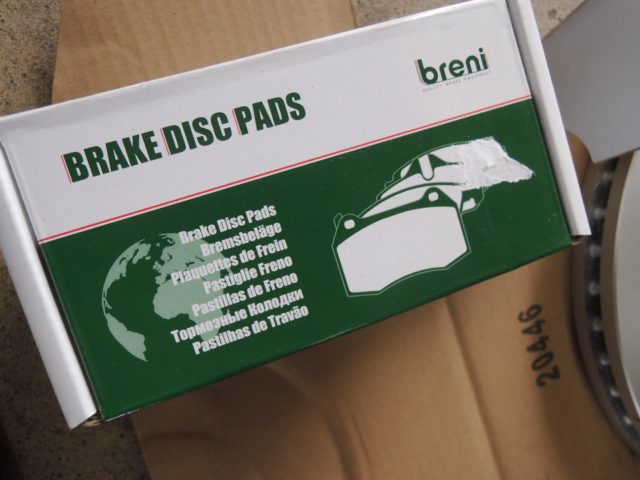 breni
QUALITY BRAKE EQUIPMENT
BRAKE DISC PADS
Brake Disc Pads
Bremsbeläge
Plaquettes de Frein
Pastiglie Freno
Pastillas de Freno
Тормозные Колодки
Pastilhas de Travão
20446